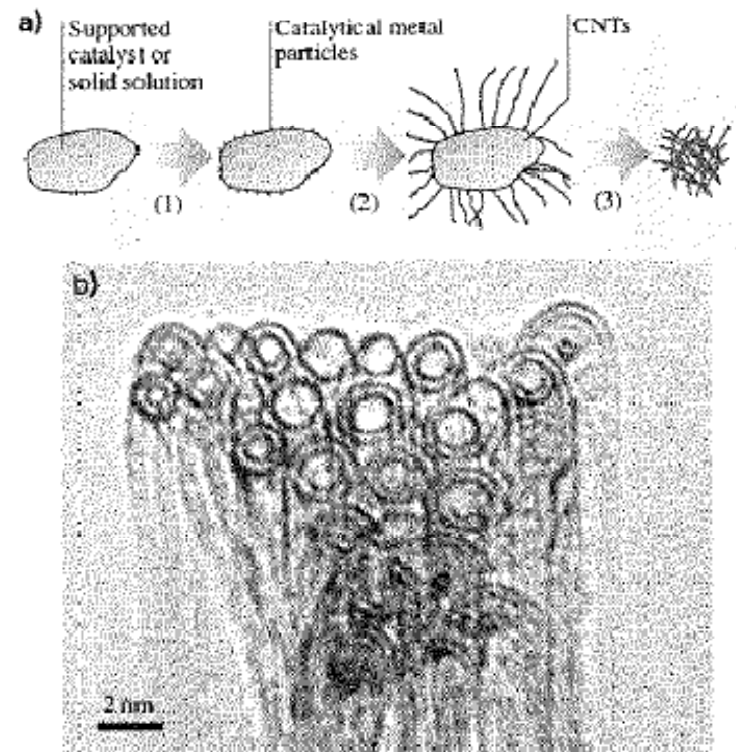 a)
Supported
catalyst or
solid solution
Catalytical metal
particles
CNTs
(1)
(2)
(3)
b)
2 nm